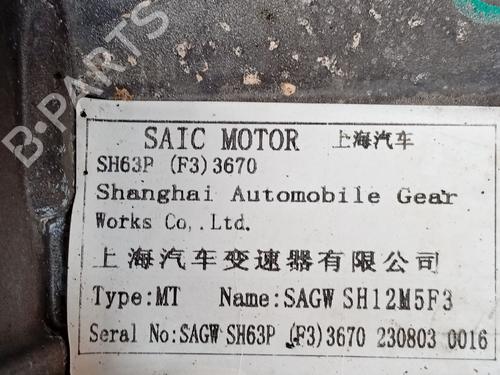 B-PARTS
SAIC MOTOR 上海汽车
SH63P (F3)3670
Shanghai Automobile Gear
Works Co,.Ltd.
上海汽车变速器有限公司
Type:MT Name:SAGW SH12M5F3
Serial No:SAGW SH63P (F3)3670 230803 0016